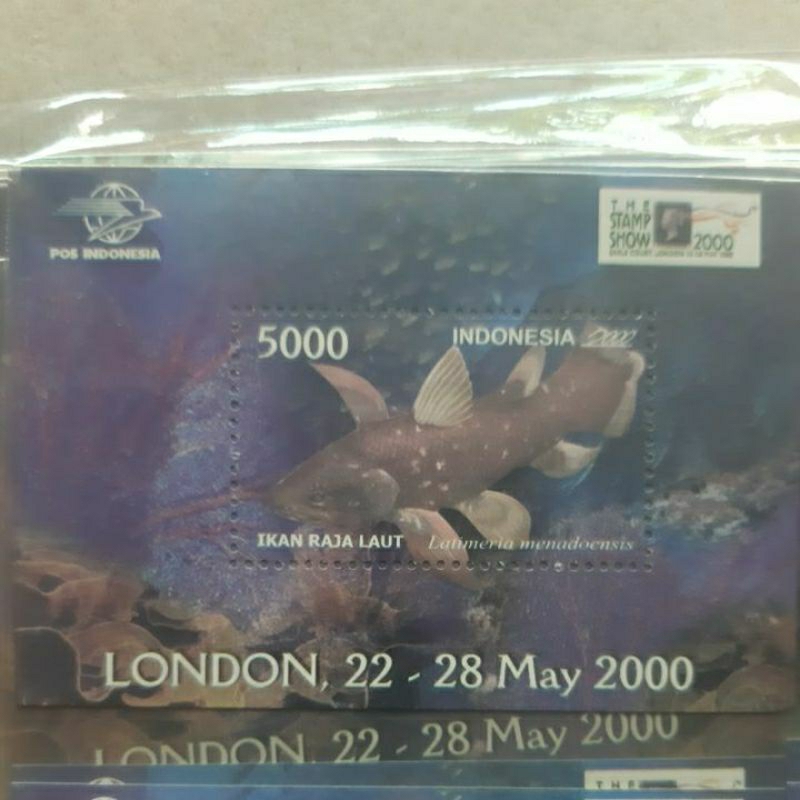 POS INDONESIA
THE
STAMP
SHOW
2000
5000
INDONESIA 2000
IKAN RAJA LAUT
Latimeria menadoensis
LONDON, 22 - 28 May 2000
LONDON, 22 - 28 May 2000
THE